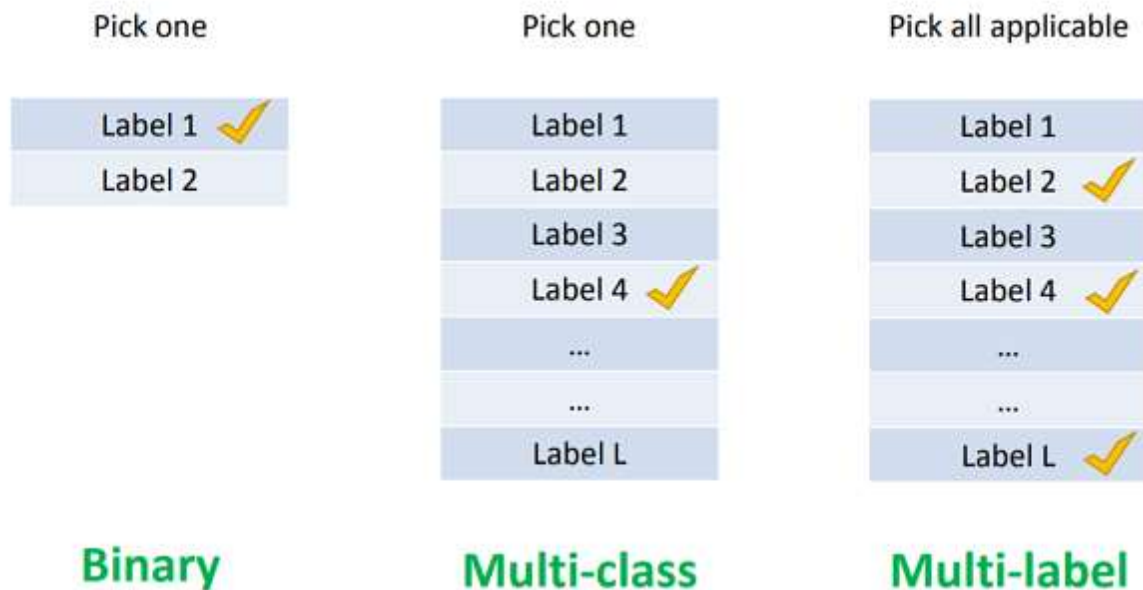 Pick one
Label 1
Label 2
Binary
Pick one
Label 1
Label 2
Label 3
Label 4
...
...
Label L
Multi-class
Pick all applicable
Label 1
Label 2
Label 3
Label 4
...
...
Label L
Multi-label